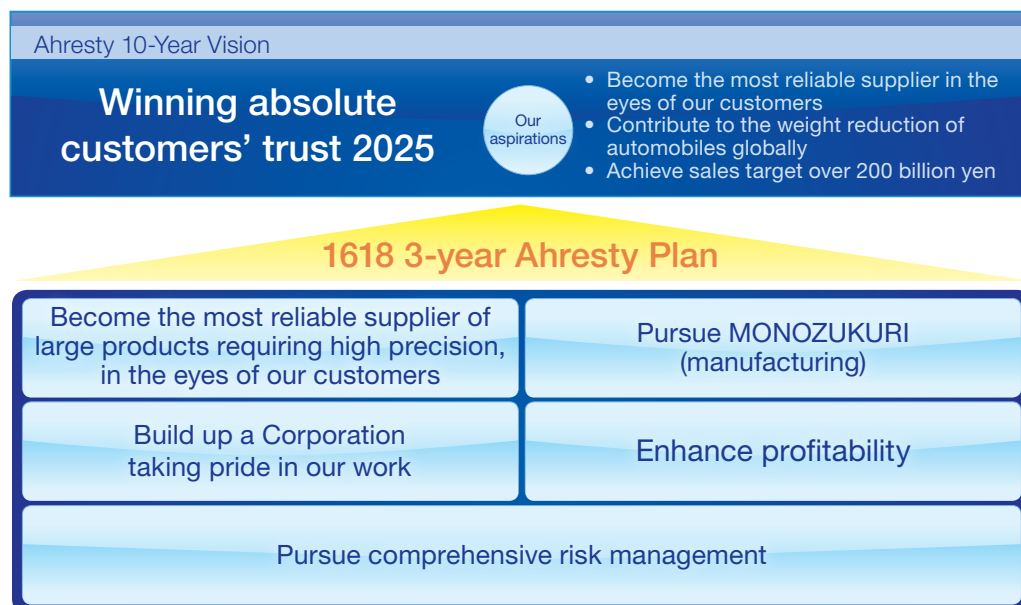 Ahresty 10-Year Vision
Winning absolute
customers’ trust 2025
Our
aspirations
• Become the most reliable supplier in the
eyes of our customers
• Contribute to the weight reduction of
automobiles globally
• Achieve sales target over 200 billion yen
1618 3-year Ahresty Plan
Become the most reliable supplier of
large products requiring high precision,
in the eyes of our customers
Pursue MONOZUKURI
(manufacturing)
Build up a Corporation
taking pride in our work
Enhance profitability
Pursue comprehensive risk management